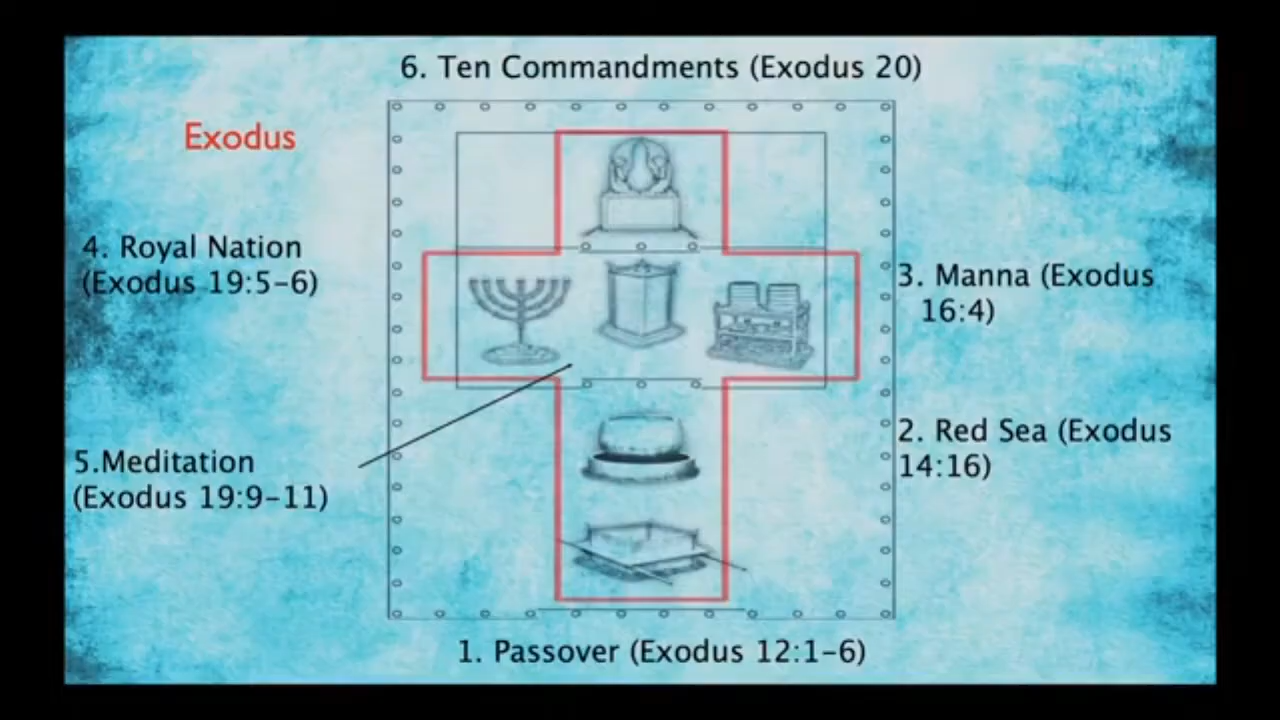 6. Ten Commandments (Exodus 20)
Exodus
4. Royal Nation
(Exodus 19:5-6)
3. Manna (Exodus
16:4)
2. Red Sea (Exodus
14:16)
5.Meditation
(Exodus 19:9-11)
1. Passover (Exodus 12:1-6)